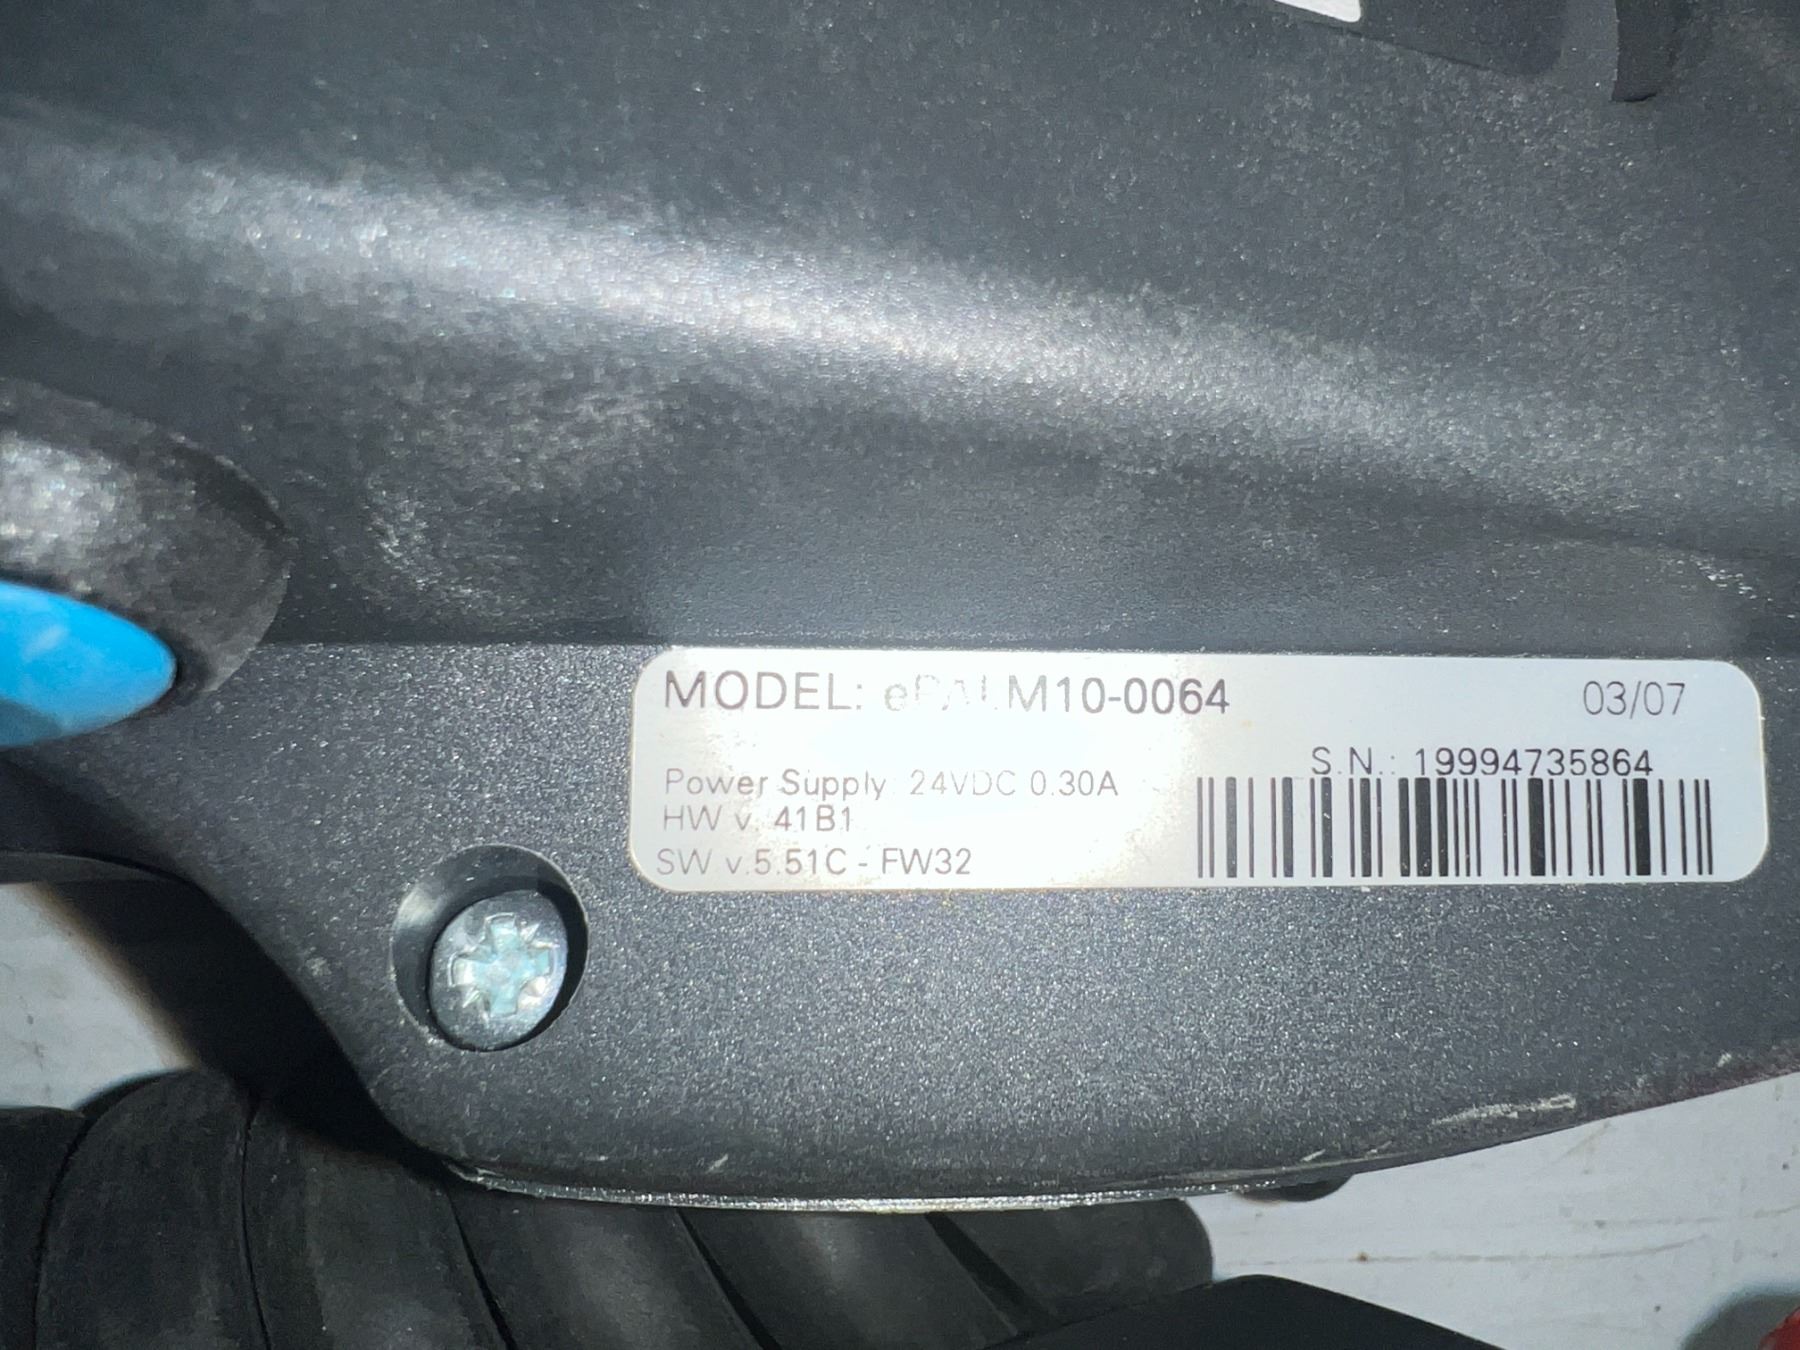 MODEL: ePALM10-0064
03/07
S.N.: 19994735864
Power Supply: 24VDC 0.30A
HW v. 41B1
SW v.5.51C - FW32